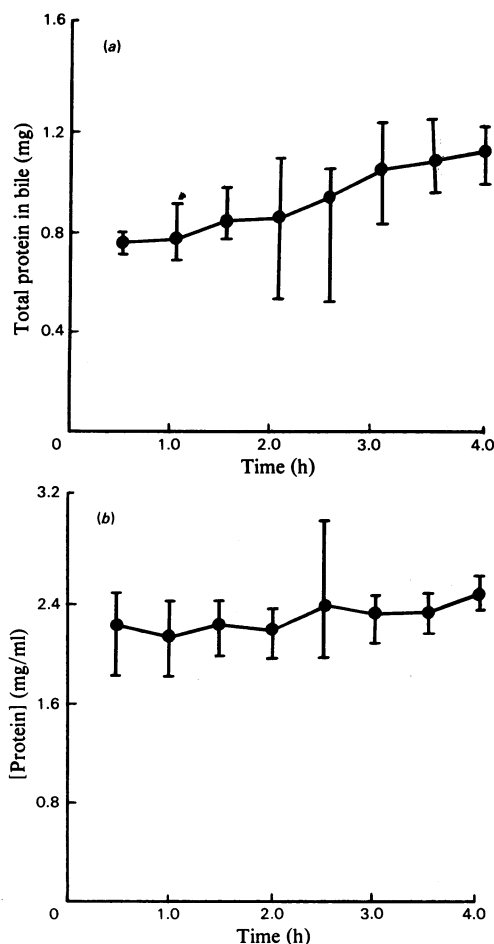 1.6
(a)
1.2
0.8
0.4
Total protein in bile (mg)
0 1.0 2.0 3.0 4.0
Time (h)
3.2
(b)
2.4
1.6
0.8
[Protein] (mg/ml)
0 0 1.0 2.0 3.0 4.0
Time (h)